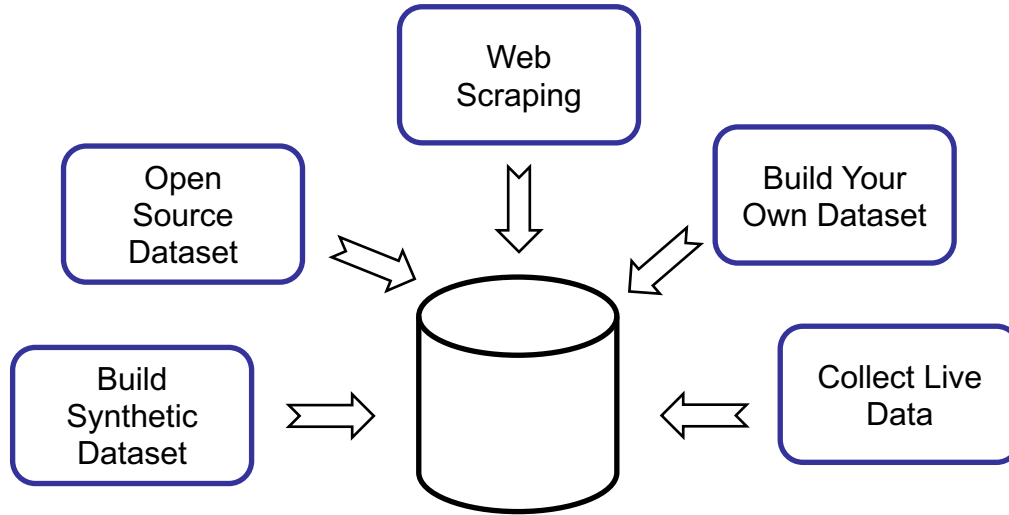 Web
Scraping
Open
Source
Dataset
Build Your
Own Dataset
Build
Synthetic
Dataset
Collect Live
Data